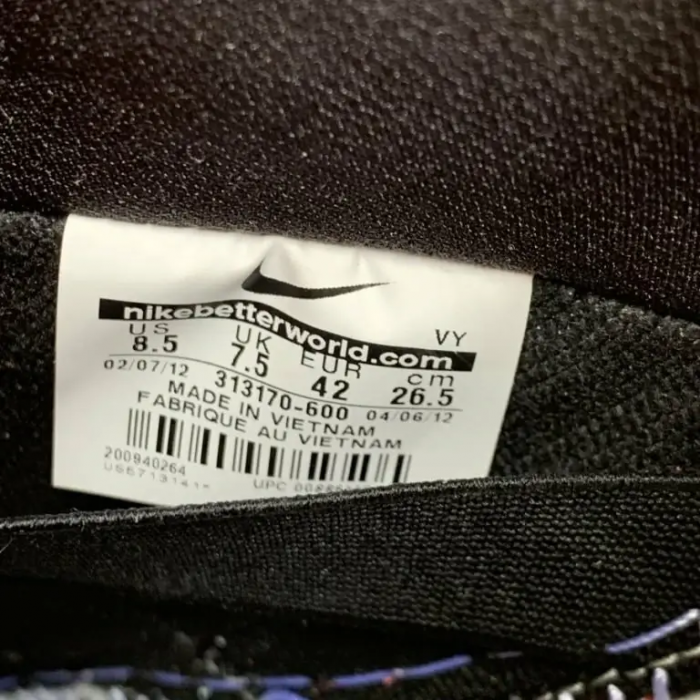 nikebetterworld.com
VY
US UK EUR cm
8.5 7.5 42 26.5
02/07/12 313170-600 04/06/12
MADE IN VIETNAM
FABRIQUE AU VIETNAM
200940264
UPC